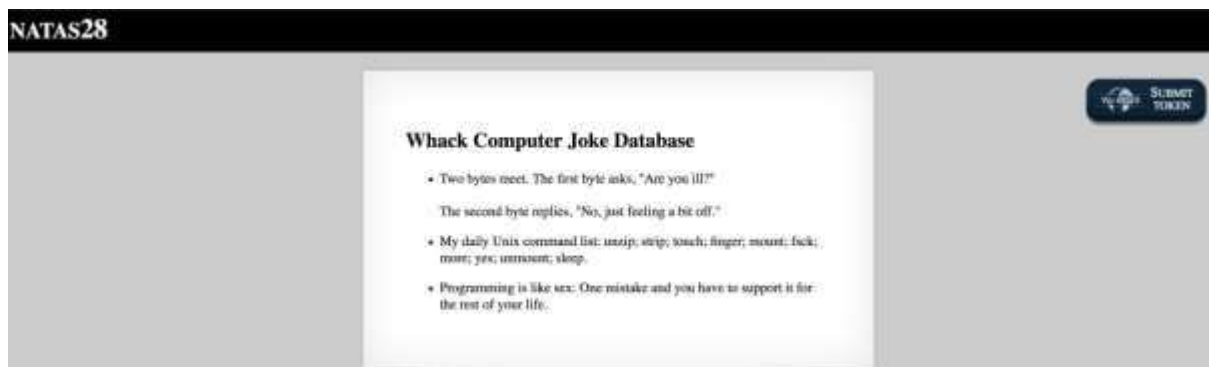 NATAS28
SUBMIT
TOKEN
Whack Computer Joke Database
• Two bytes meet. The first byte asks, "Are you ill?"
The second byte replies, "No, just feeling a bit off."
• My daily Unix command list: unzip; strip; touch; finger; mount; fsck;
more; yes; unmount; sleep.
• Programming is like sex: One mistake and you have to support it for
the rest of your life.